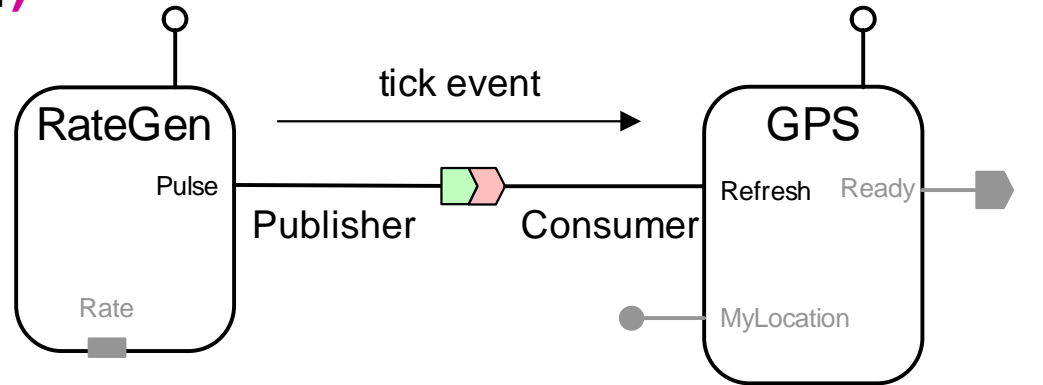 tick event
RateGen
GPS
Pulse
Refresh
Ready
Publisher
Consumer
Rate
MyLocation